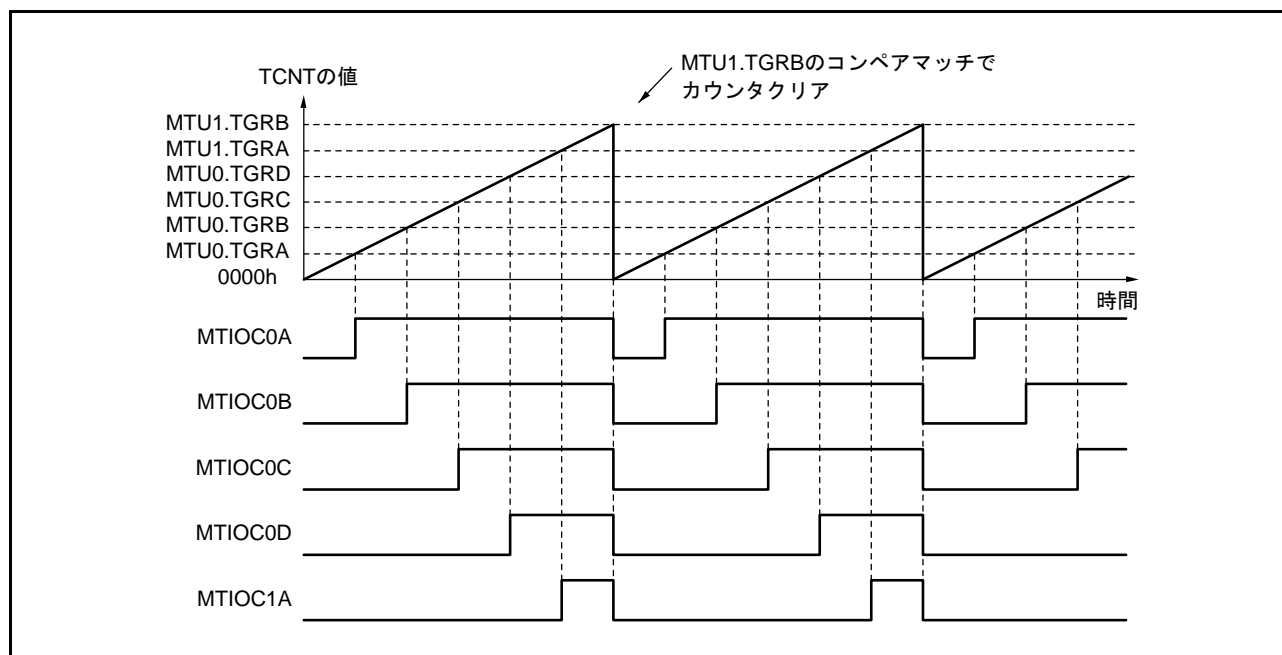 MTU1.TGRBのコンペアマッチで
カウンタクリア
TCNTの値
MTU1.TGRB
MTU1.TGRA
MTU0.TGRD
MTU0.TGRC
MTU0.TGRB
MTU0.TGRA
0000h
時間
MTIOC0A
MTIOC0B
MTIOC0C
MTIOC0D
MTIOC1A